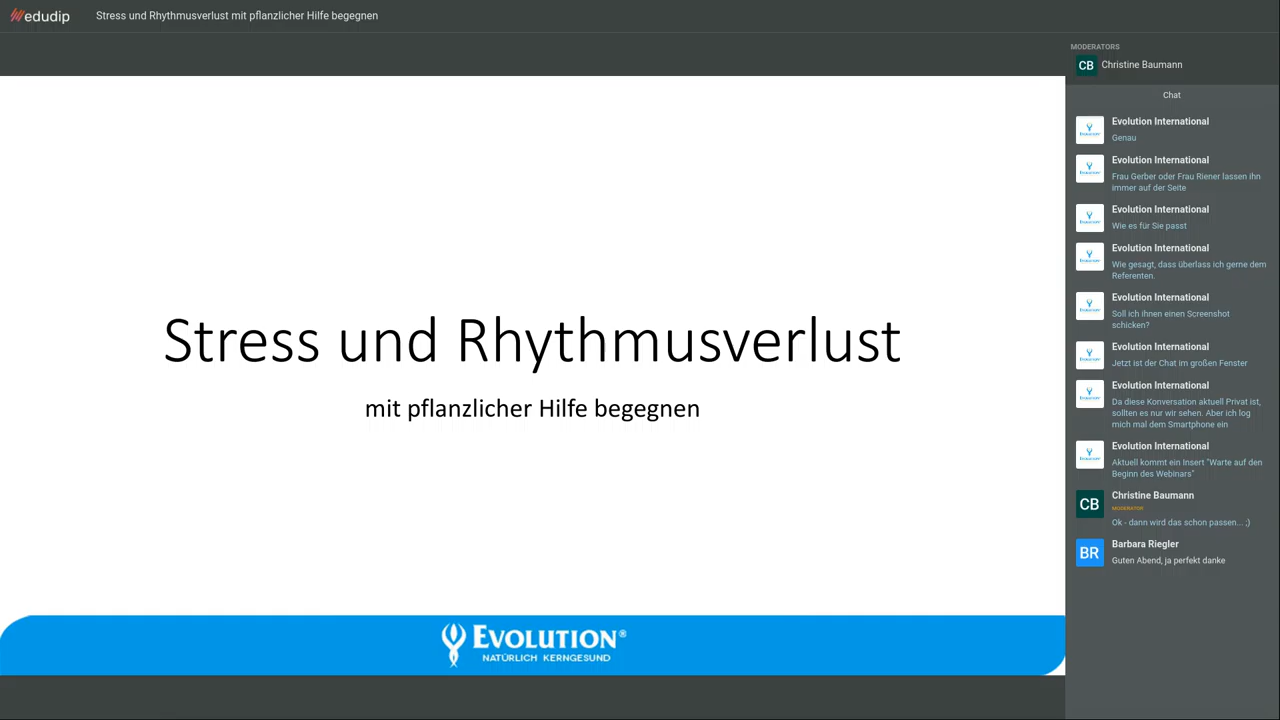 edudip
Stress und Rhythmusverlust mit pflanzlicher Hilfe begegnen
Stress und Rhythmusverlust
mit pflanzlicher Hilfe begegnen
EVOLUTION®
NATÜRLICH KERNGESUND
MODERATORS
CB Christine Baumann
Chat
Evolution International
Genau
Evolution International
Frau Gerber oder Frau Riener lassen ihn
immer auf der Seite
Evolution International
Wie es für Sie passt
Evolution International
Wie gesagt, dass überlass ich gerne dem
Referenten.
Evolution International
Soll ich ihnen einen Screenshot
schicken?
Evolution International
Jetzt ist der Chat im großen Fenster
Evolution International
Da diese Konversation aktuell Privat ist,
sollten es nur wir sehen. Aber ich log
mich mal dem Smartphone ein
Evolution International
Aktuell kommt ein Insert "Warte auf den
Beginn des Webinars"
CB Christine Baumann
MODERATOR
Ok - dann wird das schon passen... ;)
BR Barbara Riegler
Guten Abend, ja perfekt danke